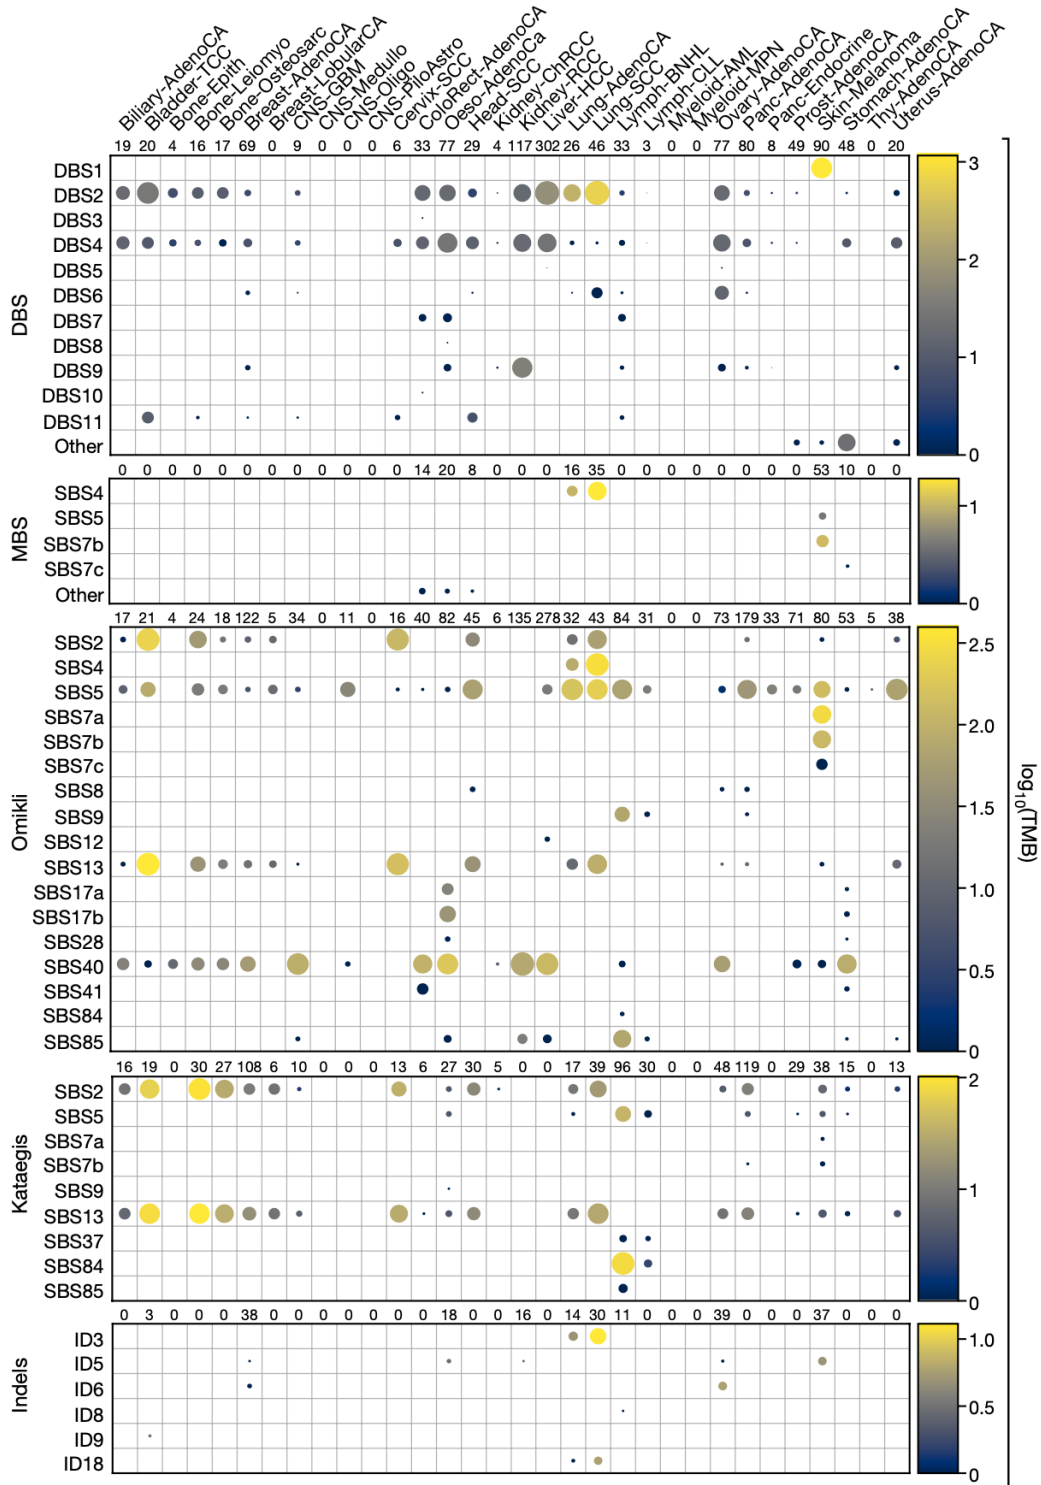 Biliary-AdenoCA
Bladder-TCC
Bone-Epith
Bone-Leiomyo
Bone-Osteosarc
Breast-AdenoCA
Breast-LobularCA
CNS-GBM
CNS-Medullo
CNS-Oligo
CNS-PiloAstro
Cervix-SCC
ColoRect-AdenoCA
Oeso-AdenoCa
Head-SCC
Kidney-ChRCC
Kidney-RCC
Liver-HCC
Lung-AdenoCA
Lung-SCC
Lymph-BNHL
Lymph-CLL
Myeloid-AML
Myeloid-MPN
Ovary-AdenoCA
Panc-AdenoCA
Panc-Endocrine
Prost-AdenoCA
Skin-Melanoma
Stomach-AdenoCA
Thy-AdenoCA
Uterus-AdenoCA
19 20 4 16 17 69 0 9 0 0 0 6 33 77 29 4 117 302 26 46 33 3 0 0 77 80 8 49 90 48 0 20
DBS
DBS1
DBS2
DBS3
DBS4
DBS5
DBS6
DBS7
DBS8
DBS9
DBS10
DBS11
Other
3
2
1
0
0 0 0 0 0 0 0 0 0 0 0 0 14 20 8 0 0 0 16 35 0 0 0 0 0 0 0 0 53 10 0 0
MBS
SBS4
SBS5
SBS7b
SBS7c
Other
1
0
17 21 4 24 18 122 5 34 0 11 0 16 40 82 45 6 135 278 32 43 84 31 0 0 73 179 33 71 80 53 5 38
Omikli
SBS2
SBS4
SBS5
SBS7a
SBS7b
SBS7c
SBS8
SBS9
SBS12
SBS13
SBS17a
SBS17b
SBS28
SBS40
SBS41
SBS84
SBS85
2.5
2.0
1.5
1.0
0.5
0
log10(TMB)
16 19 0 30 27 108 6 10 0 0 0 13 6 27 30 5 0 0 17 39 96 30 0 0 48 119 0 29 38 15 0 13
Kataegis
SBS2
SBS5
SBS7a
SBS7b
SBS9
SBS13
SBS37
SBS84
SBS85
2
1
0
0 3 0 0 0 38 0 0 0 0 0 0 0 18 0 0 16 0 14 30 11 0 0 0 39 0 0 0 37 0 0 0
Indels
ID3
ID5
ID6
ID8
ID9
ID18
1.0
0.5
0